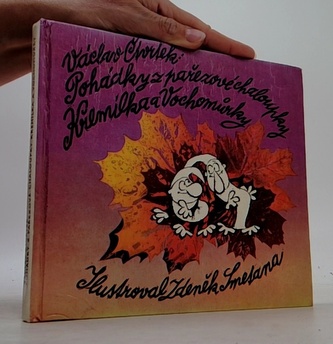 Václav Čtvrtek:
Pohádky z pařezové chaloupky
Křemílka a Vochomůrky
Ilustroval Zdeněk Smetana